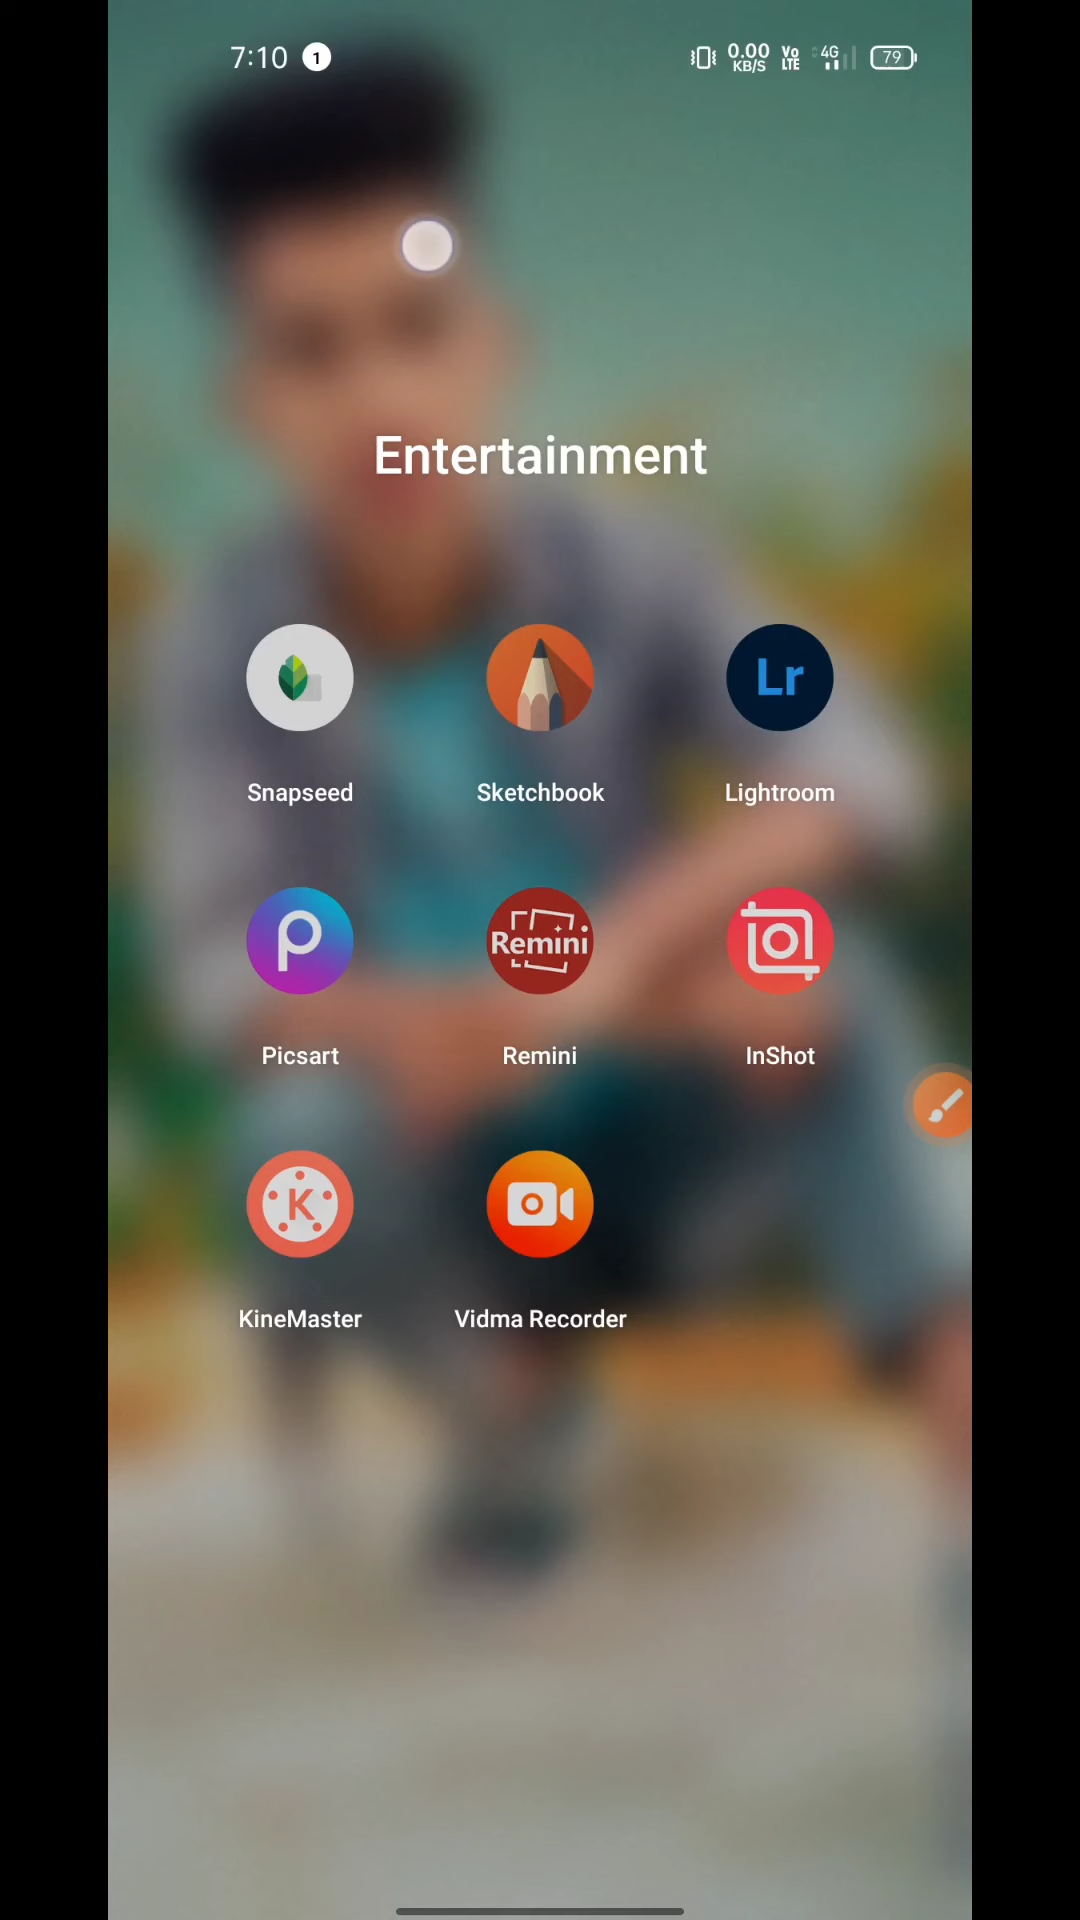 7:10 1 0.00 KB/S Vo LTE 4G 79
Entertainment
Lr
Snapseed Sketchbook Lightroom
P Remini
Picsart Remini InShot
K
KineMaster Vidma Recorder